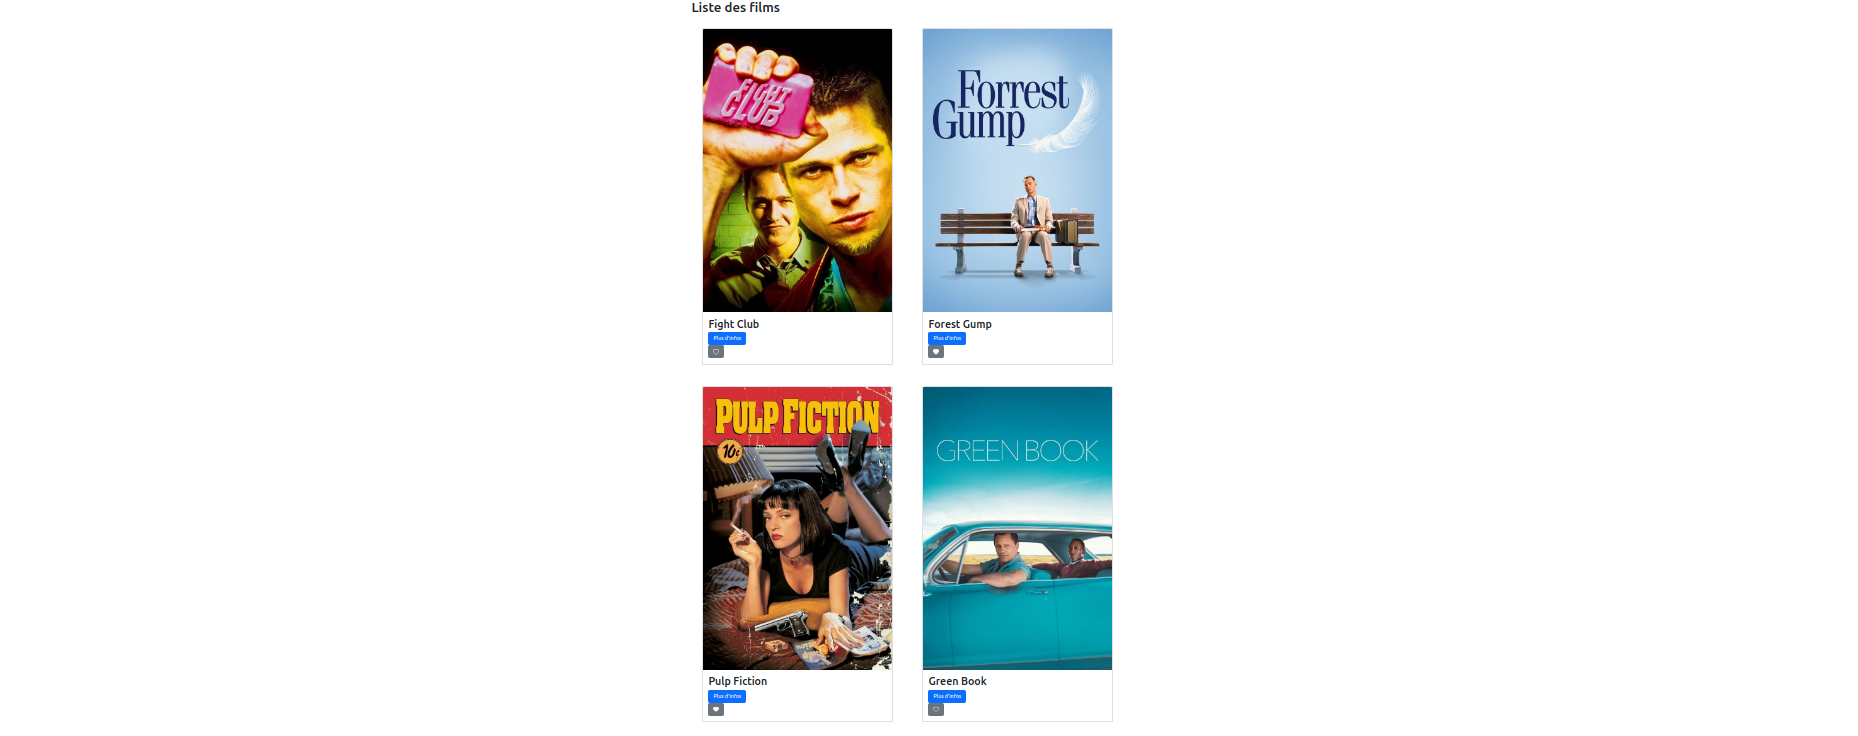 Liste des films
FIGHT
CLUB
Forrest
Gump
Fight Club
Plus d'infos
Forest Gump
Plus d'infos
PULP FICTION
10¢
GREEN BOOK
Pulp Fiction
Plus d'infos
Green Book
Plus d'infos